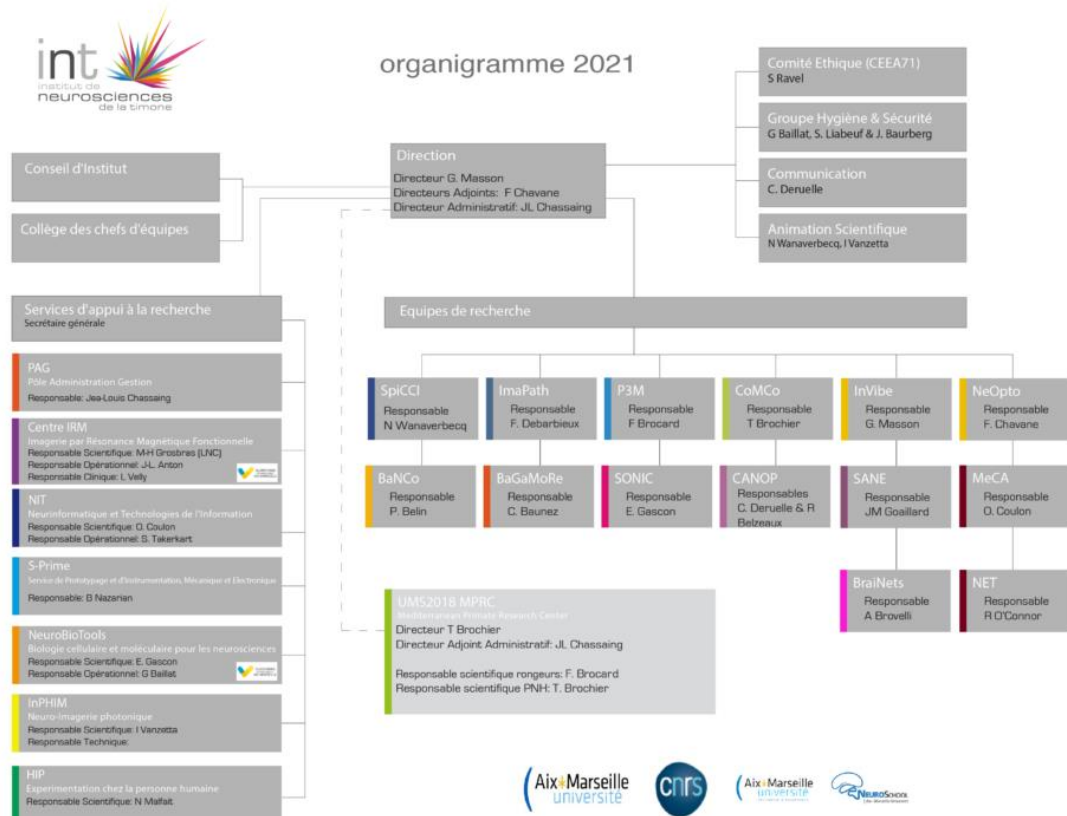 int
institut de
neurosciences
de la timone
organigramme 2021
Comité Ethique (CEEA71)
S Ravel
Groupe Hygiène & Sécurité
G Baillat, S. Liabeuf & J. Baurberg
Communication
C. Deruelle
Animation Scientifique
N Wanaverbecq, I Vanzetta
Conseil d'Institut
Collège des chefs d'équipes
Direction
Directeur G. Masson
Directeurs Adjoints: F Chavane
Directeur Administratif: JL Chassaing
Services d'appui à la recherche
Secrétaire générale
PAG
Pôle Administration Gestion
Responsable: Jea-Louis Chassaing
Centre IRM
Imagerie par Résonance Magnétique Fonctionnelle
Responsable Scientifique: M-H Grosbras (LNC)
Responsable Opérationnel: J-L. Anton
Responsable Clinique: L Velly
NIT
Neurinformatique et Technologies de l'Information
Responsable Scientifique: O. Coulon
Responsable Opérationnel: S. Takerkart
S-Prime
Service de Prototypage et d'Instrumentation, Mécanique et Electronique
Responsable: B Nazarian
NeuroBioTools
Biologie cellulaire et moléculaire pour les neurosciences
Responsable Scientifique: E. Gascon
Responsable Opérationnel: G Baillat
InPHIM
Neuro-Imagerie photonique
Responsable Scientifique: I Vanzetta
Responsable Technique:
HIP
Experimentation chez la personne humaine
Responsable Scientifique: N Malfait
Equipes de recherche
SpiCCI
Responsable
N Wanaverbecq
ImaPath
Responsable
F. Debarbieux
P3M
Responsable
F Brocard
CoMCo
Responsable
T Brochier
InVibe
Responsable
G. Masson
NeOpto
Responsable
F. Chavane
BaNCo
Responsable
P. Belin
BaGaMoRe
Responsable
C. Baunez
SONIC
Responsable
E. Gascon
CANOP
Responsables
C. Deruelle & R
Belzeaux
SANE
Responsable
JM Goaillard
MeCA
Responsable
O. Coulon
BraiNets
Responsable
A Brovelli
NET
Responsable
R O'Connor
UMS2018 MPRC
Mediterranean Primate Research Center
Directeur T Brochier
Directeur Adjoint Administratif: JL Chassaing
Responsable scientifique rongeurs: F. Brocard
Responsable scientifique PNH: T. Brochier
Aix*Marseille
université
cnrs
Aix*Marseille
université
NEUROSCHOOL